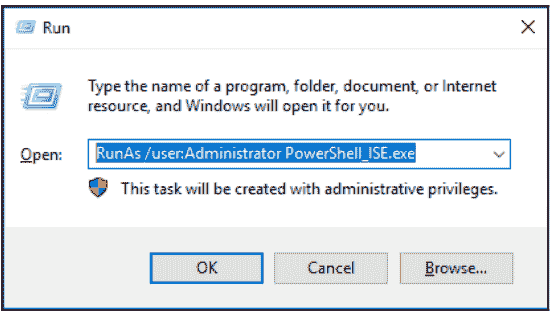 Run
Type the name of a program, folder, document, or Internet
resource, and Windows will open it for you.
Open: RunAs /user:Administrator PowerShell_ISE.exe
This task will be created with administrative privileges.
OK Cancel Browse...